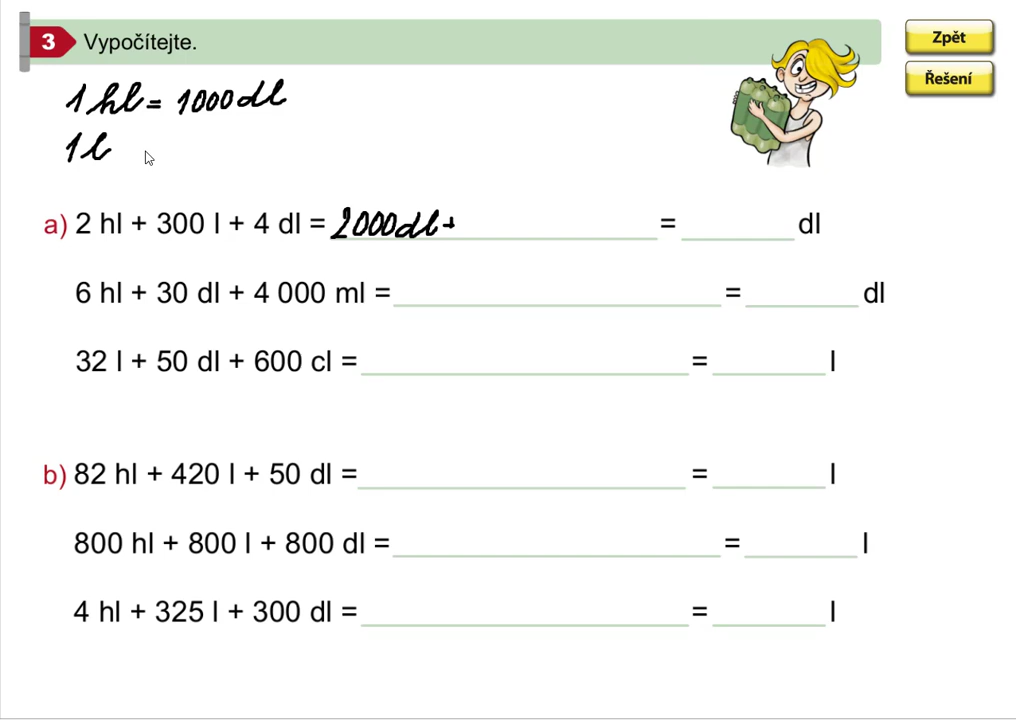 3 Vypočítejte.
Zpět
Řešení
1 hl = 1000 dl
1 l
a) 2 hl + 300 l + 4 dl = 2000 dl + = dl
6 hl + 30 dl + 4 000 ml = = dl
32 l + 50 dl + 600 cl = = l
b) 82 hl + 420 l + 50 dl = = l
800 hl + 800 l + 800 dl = = l
4 hl + 325 l + 300 dl = = l